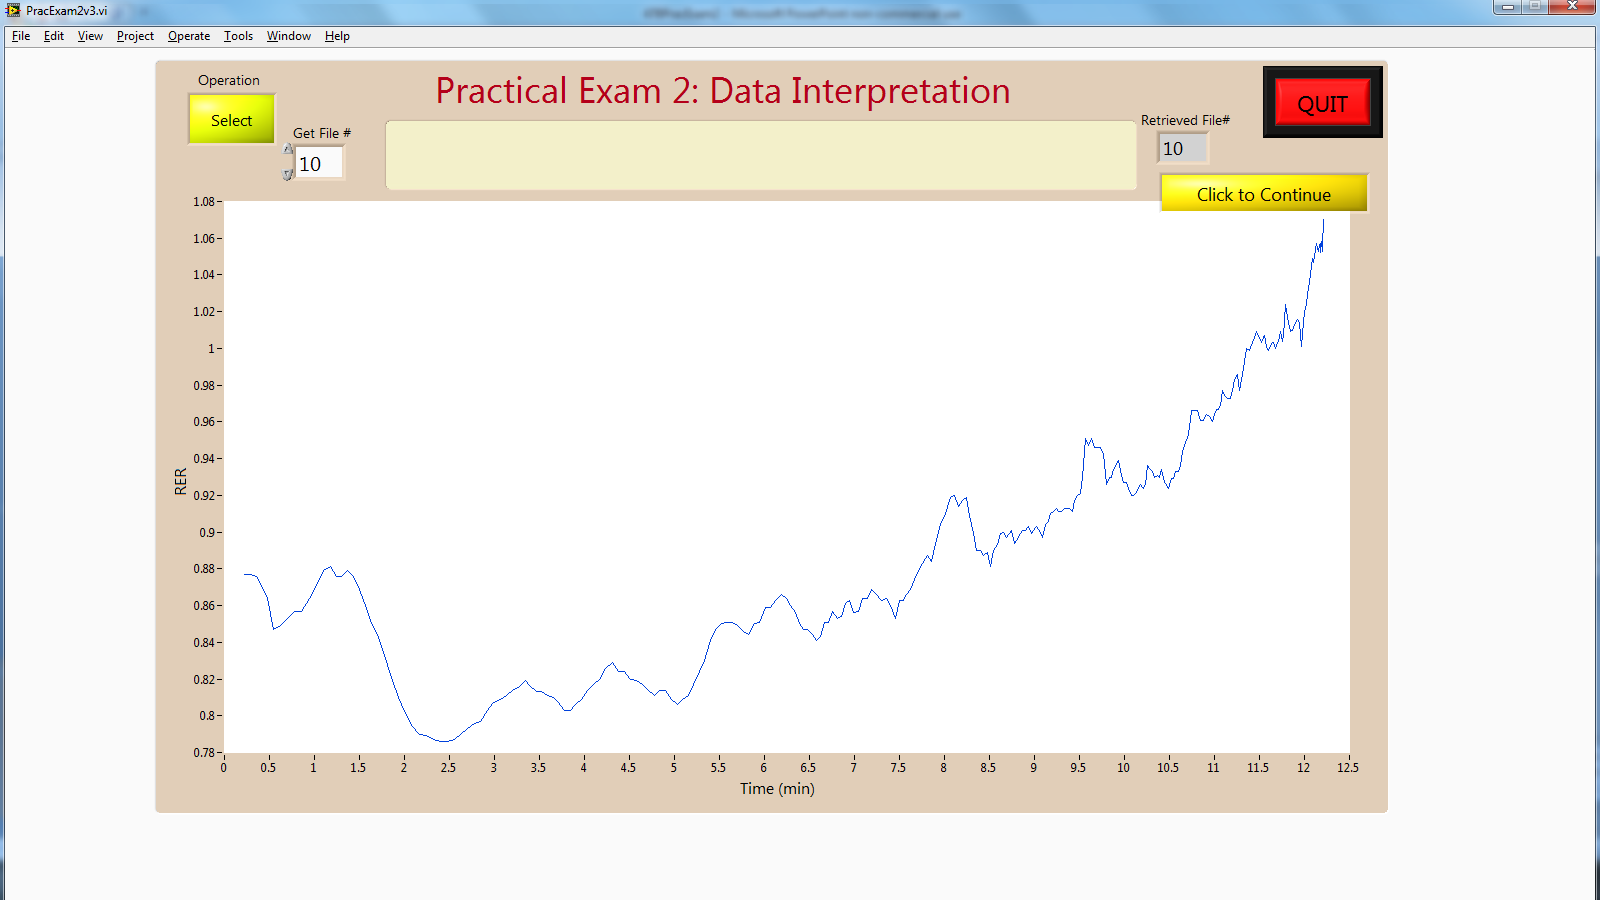 PracExam2v3.vi
File Edit View Project Operate Tools Window Help
Operation
Select
Get File #
10
Practical Exam 2: Data Interpretation
Retrieved File#
10
QUIT
Click to Continue
1.08
1.06
1.04
1.02
1
0.98
0.96
0.94
0.92
0.9
0.88
0.86
0.84
0.82
0.8
0.78
RER
0 0.5 1 1.5 2 2.5 3 3.5 4 4.5 5 5.5 6 6.5 7 7.5 8 8.5 9 9.5 10 10.5 11 11.5 12 12.5
Time (min)